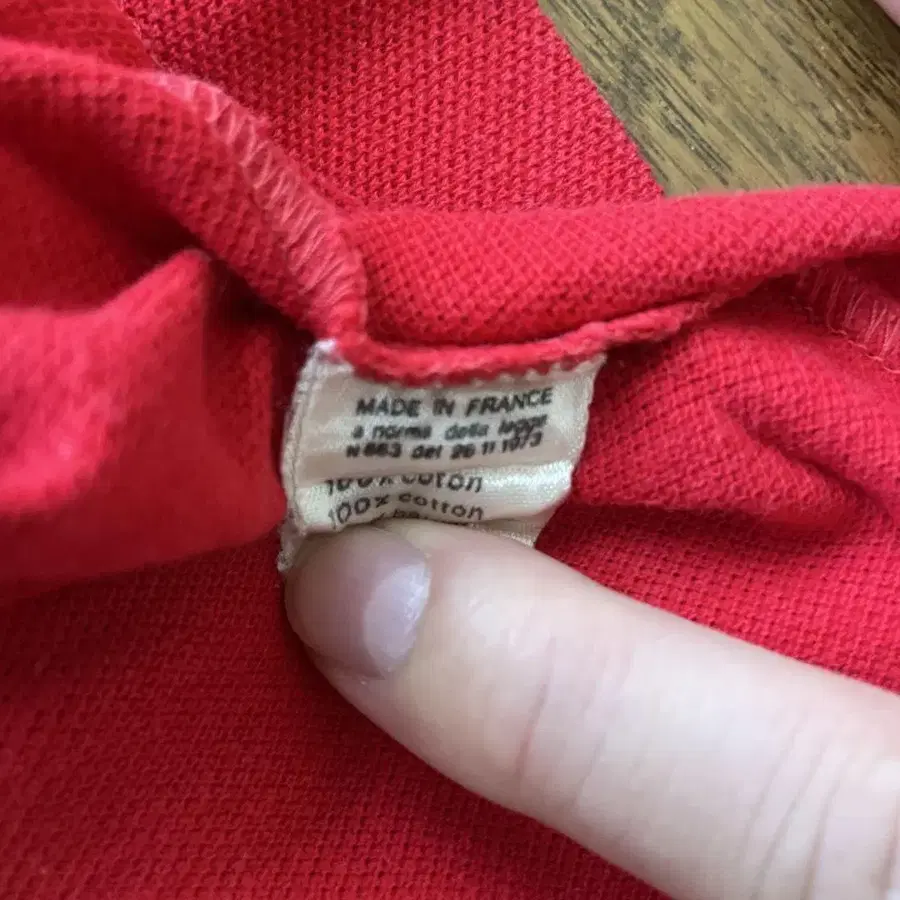 MADE IN FRANCE
a norma della legge
N 883 del 26 11 1973
100% coton
100% cotton